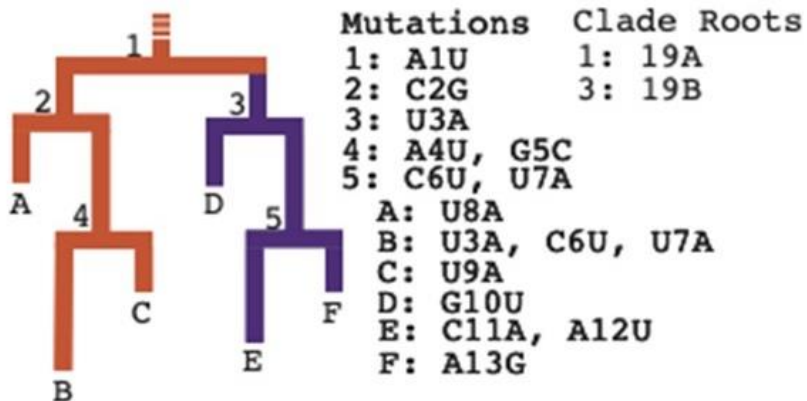 Mutations
1: A1U
2: C2G
3: U3A
4: A4U, G5C
5: C6U, U7A
A: U8A
B: U3A, C6U, U7A
C: U9A
D: G10U
E: C11A, A12U
F: A13G
Clade Roots
1: 19A
3: 19B
1
2
3
A
D
4
5
C
F
E
B